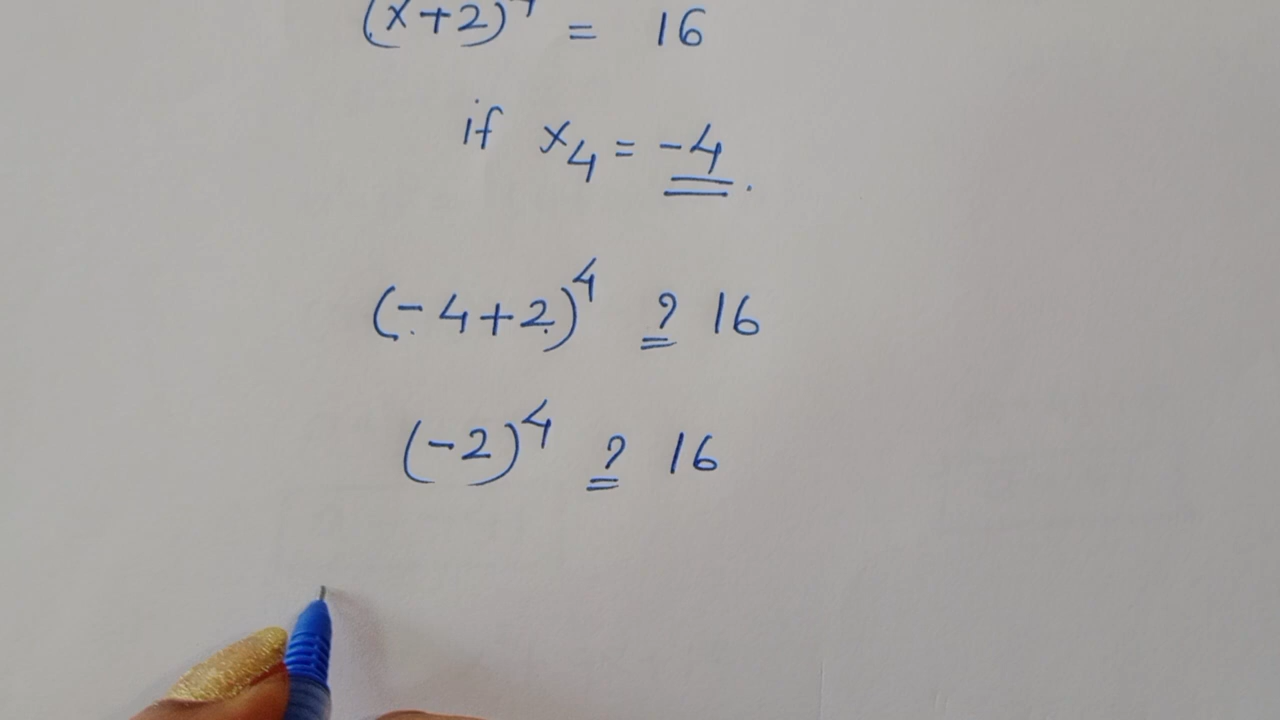 (x+2)⁴ = 16
if x₄ = -4.
(-4+2)⁴ ≟ 16
(-2)⁴ ≟ 16